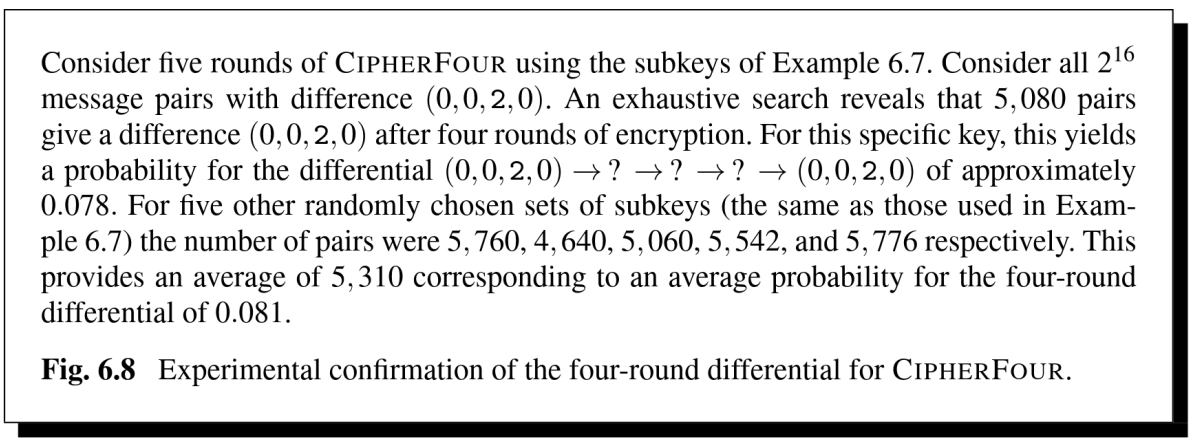 Consider five rounds of CIPHERFOUR using the subkeys of Example 6.7. Consider all 2^16
message pairs with difference (0,0,2,0). An exhaustive search reveals that 5,080 pairs
give a difference (0,0,2,0) after four rounds of encryption. For this specific key, this yields
a probability for the differential (0,0,2,0) → ? → ? → ? → (0,0,2,0) of approximately
0.078. For five other randomly chosen sets of subkeys (the same as those used in Exam-
ple 6.7) the number of pairs were 5,760, 4,640, 5,060, 5,542, and 5,776 respectively. This
provides an average of 5,310 corresponding to an average probability for the four-round
differential of 0.081.
Fig. 6.8 Experimental confirmation of the four-round differential for CIPHERFOUR.